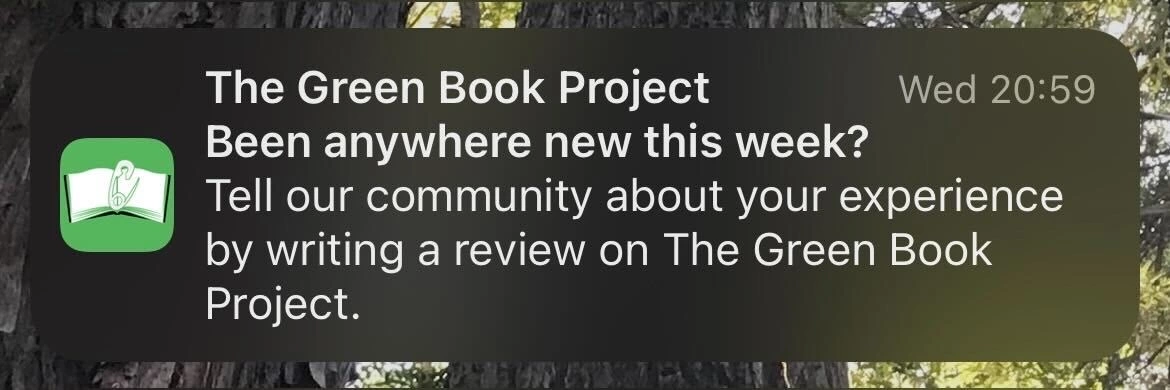 The Green Book Project Wed 20:59
Been anywhere new this week?
Tell our community about your experience
by writing a review on The Green Book
Project.